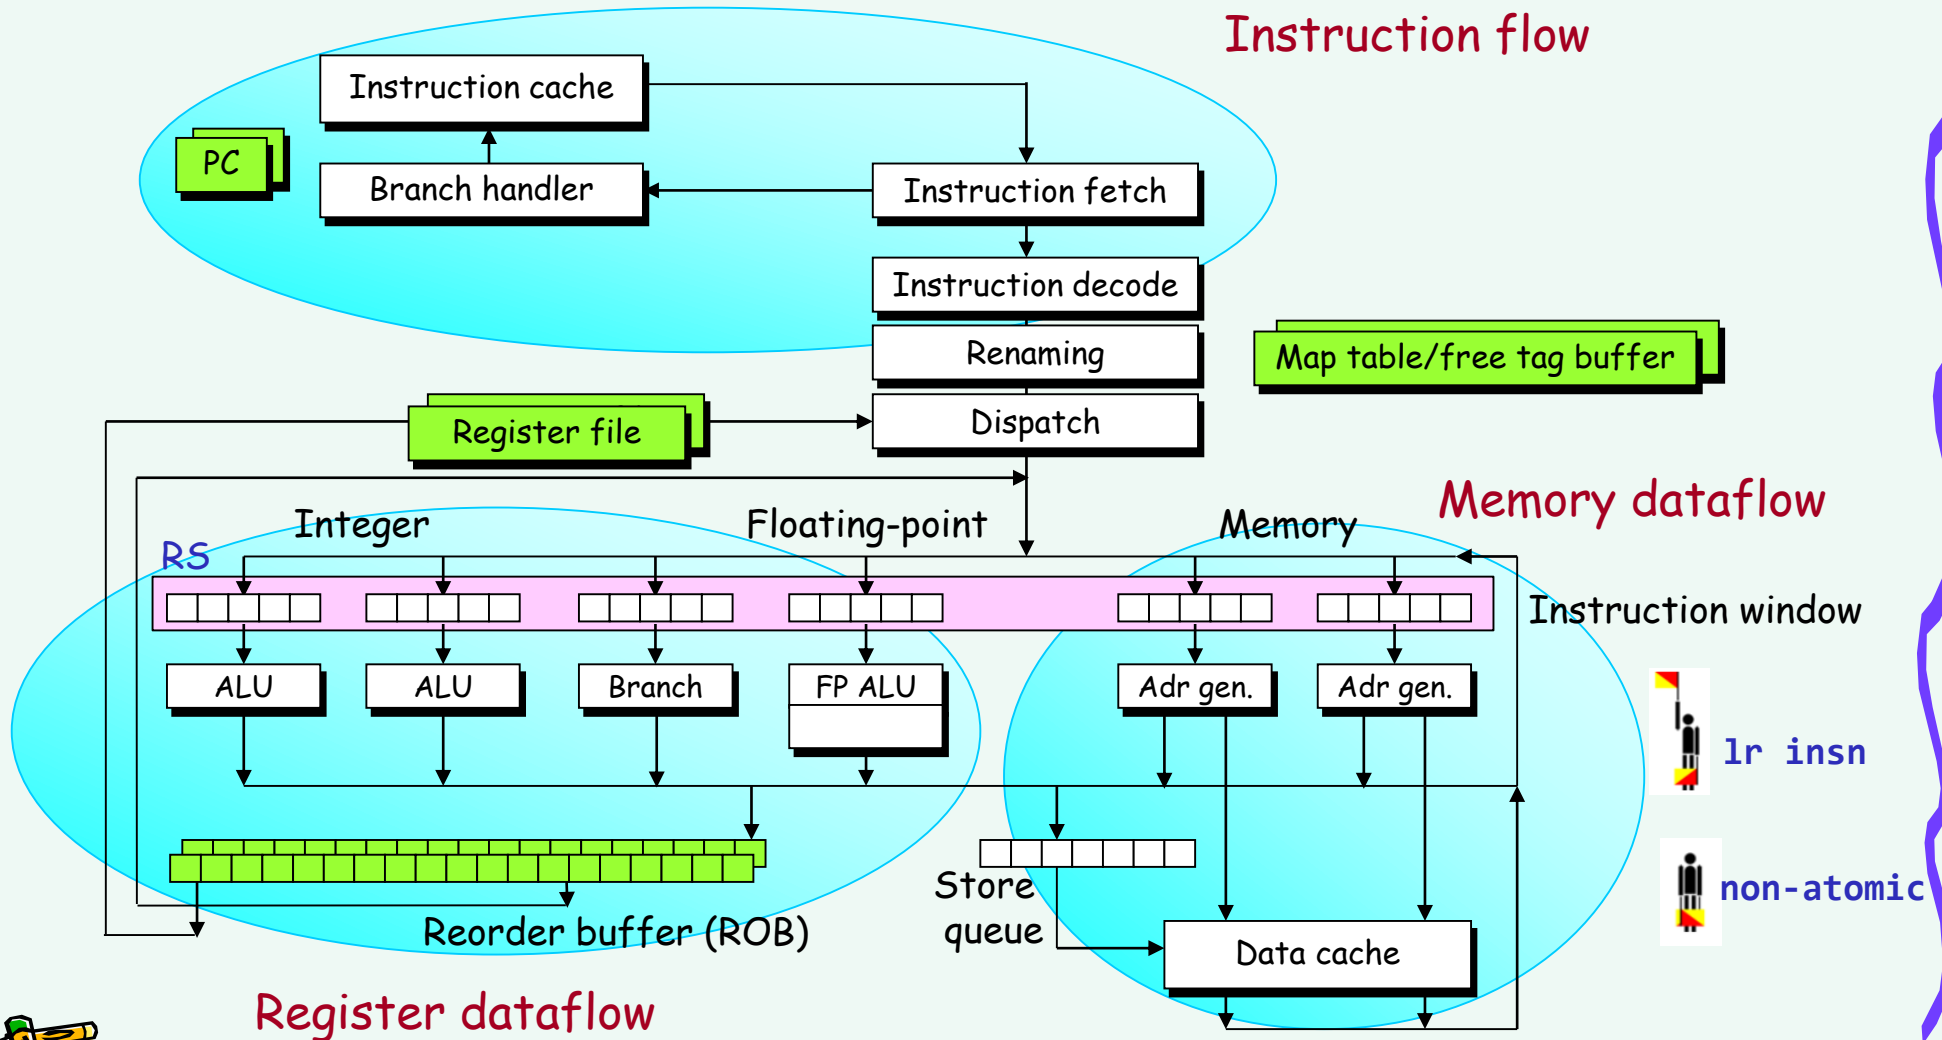 Instruction flow
Instruction cache
PC
Branch handler
Instruction fetch
Instruction decode
Renaming
Map table/free tag buffer
Register file
Dispatch
Memory dataflow
Integer
Floating-point
Memory
RS
Instruction window
ALU
ALU
Branch
FP ALU
Adr gen.
Adr gen.
lr insn
Store
queue
non-atomic
Reorder buffer (ROB)
Data cache
Register dataflow